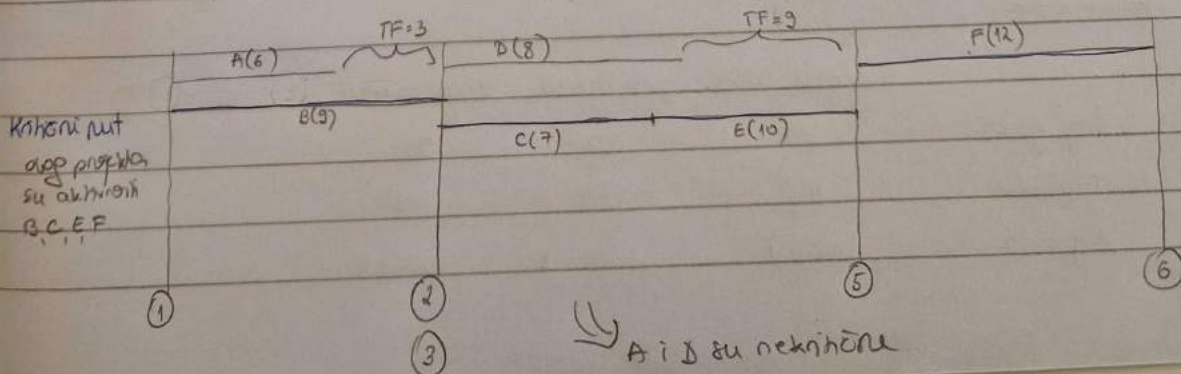 TF=3
TF=9
A(6)
D(8)
F(12)
B(9)
C(7)
E(10)
Kritični put
ovog projekta
su aktivnosti
B, C, E, F
1
2
5
6
3
A i D su nekritične